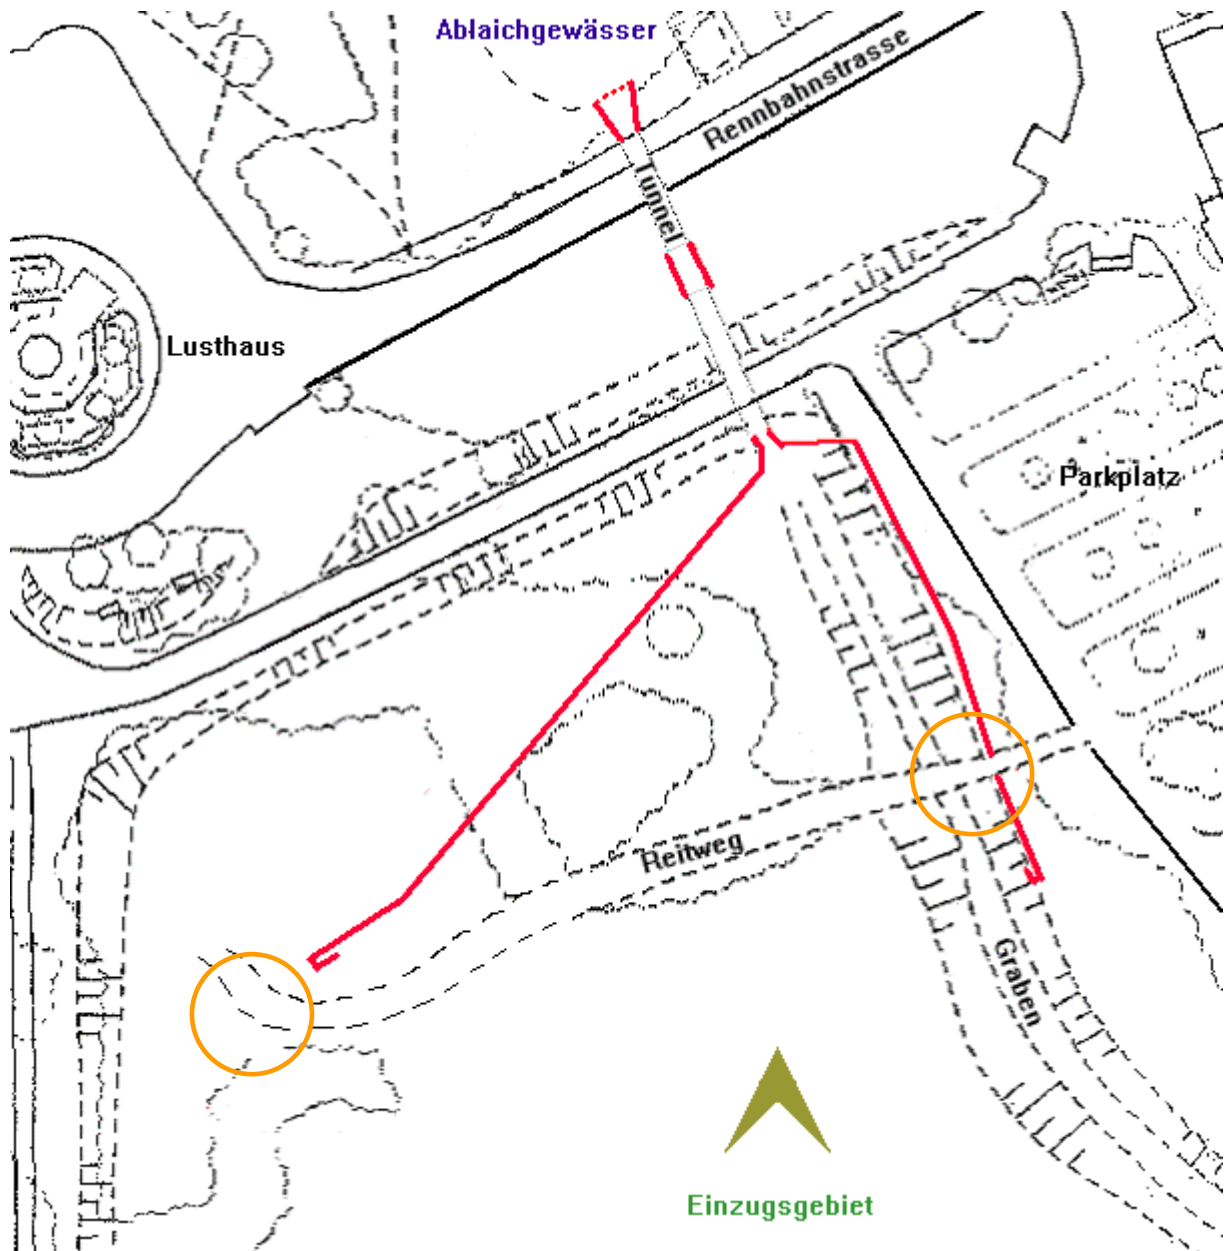 Ablaichgewässer
Rennbahnstrasse
Tunnel
Lusthaus
Parkplatz
Reitweg
Graben
Einzugsgebiet